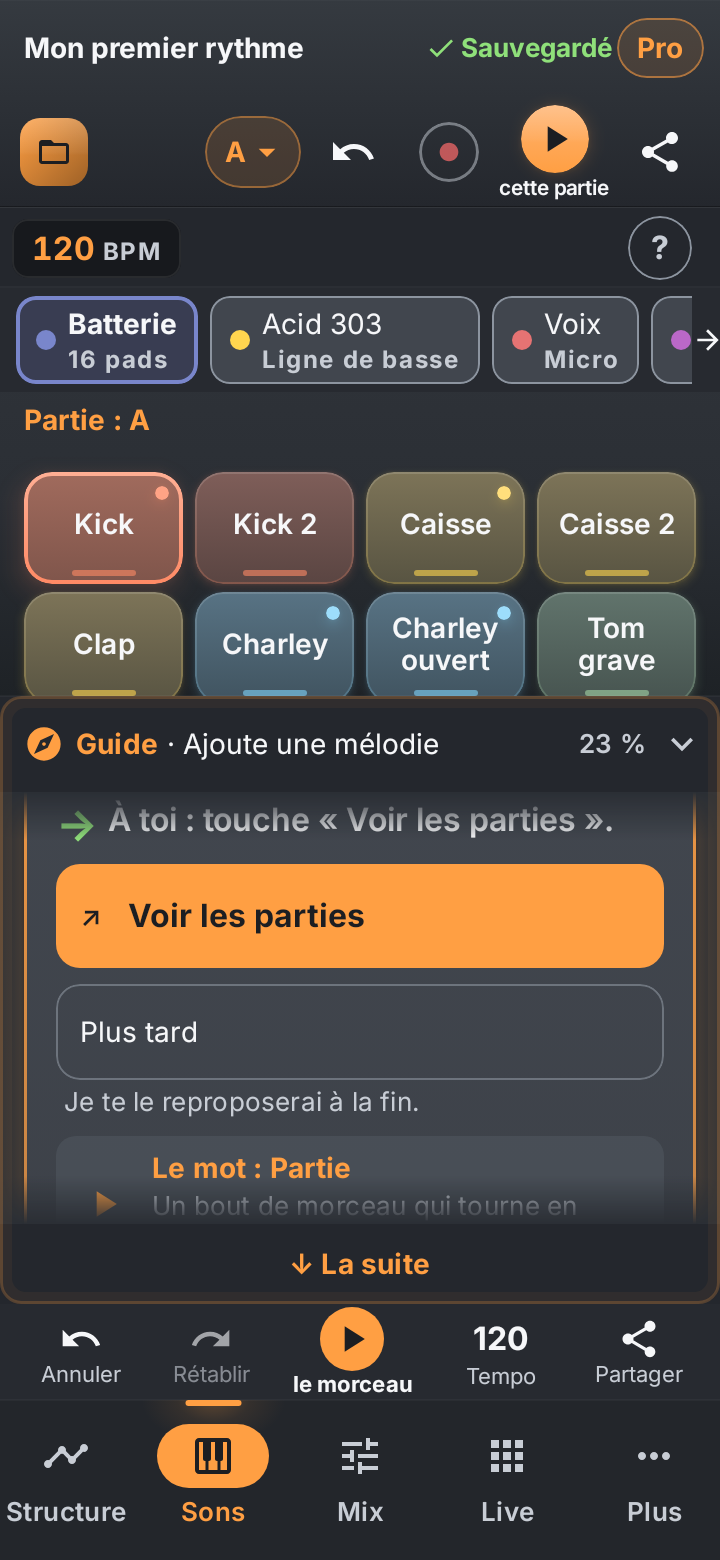 Mon premier rythme
Sauvegardé
Pro
A
cette partie
120 BPM
?
Batterie
16 pads
Acid 303
Ligne de basse
Voix
Micro
Partie : A
Kick
Kick 2
Caisse
Caisse 2
Clap
Charley
Charley
ouvert
Tom
grave
Guide · Ajoute une mélodie
23 %
À toi : touche « Voir les parties ».
Voir les parties
Plus tard
Je te le reproposerai à la fin.
Le mot : Partie
Un bout de morceau qui tourne en
La suite
Annuler
Rétablir
le morceau
120
Tempo
Partager
Structure
Sons
Mix
Live
Plus